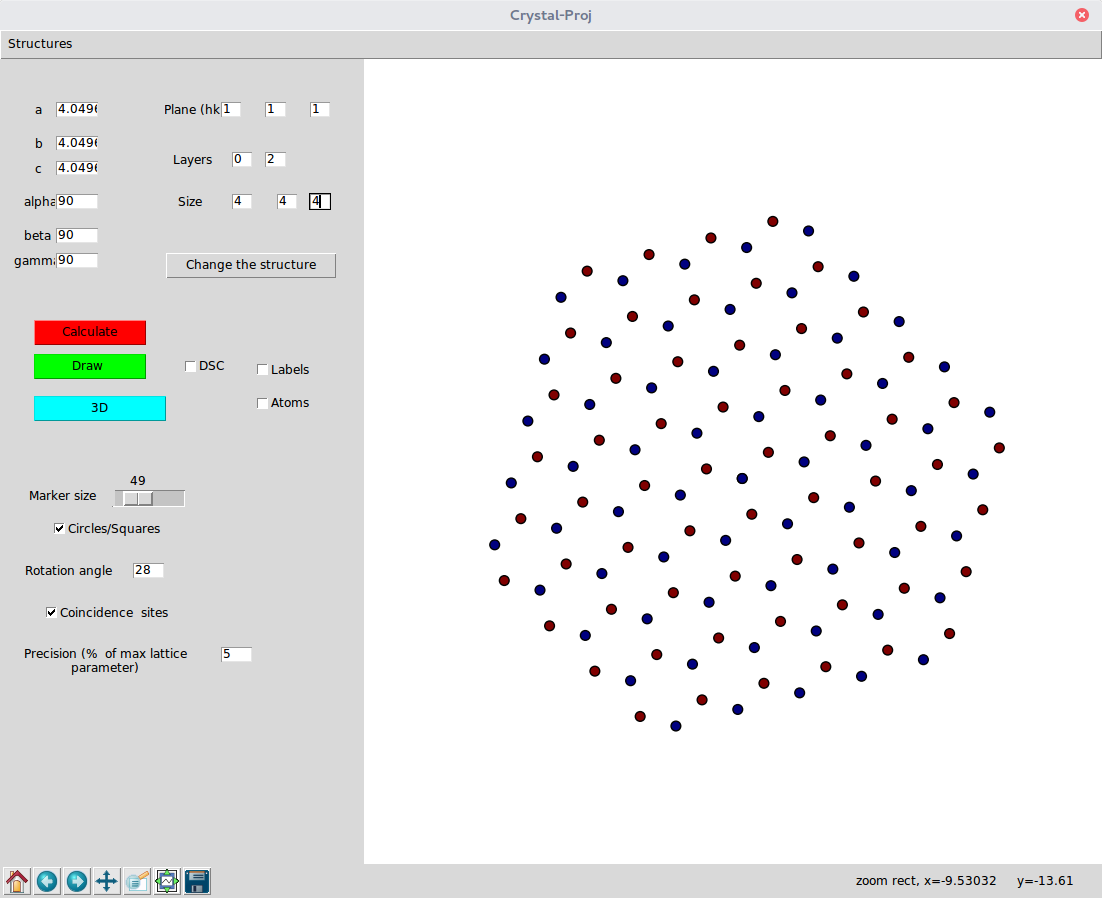 Crystal-Proj
Structures
a 4.0496 Plane (hk 1 1 1
b 4.0496
c 4.0496
Layers 0 2
alpha 90 Size 4 4 4
beta 90
gamma 90
Change the structure
Calculate
Draw
DSC
Labels
3D
Atoms
49
Marker size
Circles/Squares
Rotation angle 28
Coincidence sites
Precision (% of max lattice
parameter) 5
zoom rect, x=-9.53032 y=-13.61